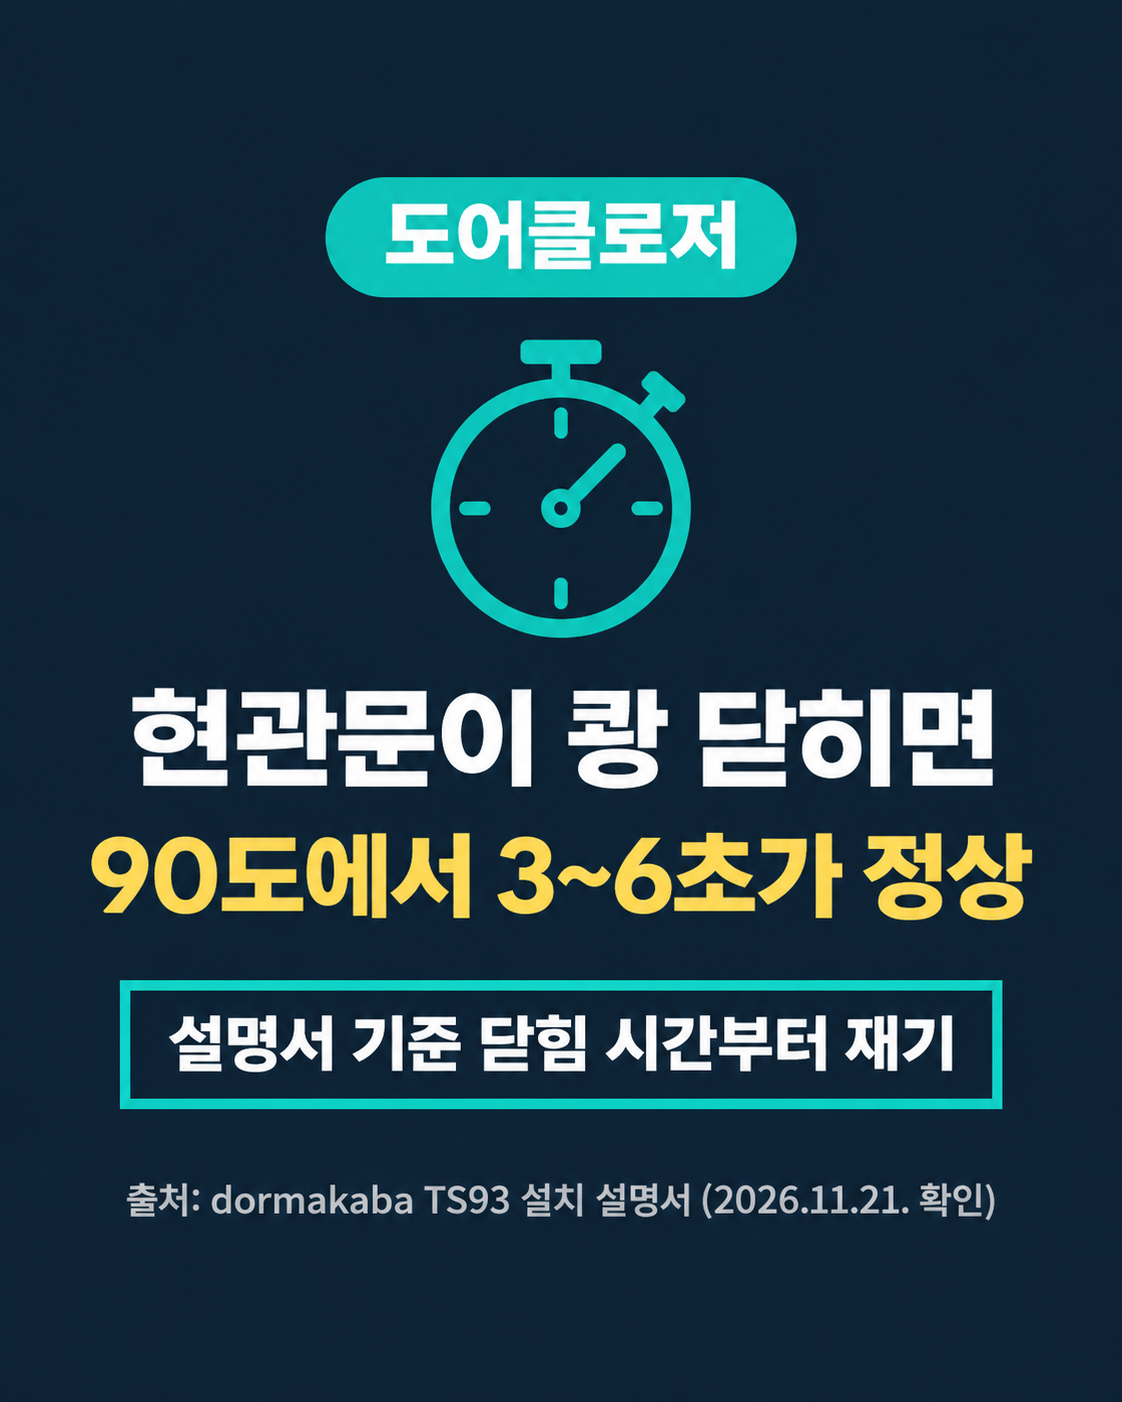 도어클로저
현관문이 쾅 닫히면
90도에서 3~6초가 정상
설명서 기준 닫힘 시간부터 재기
출처: dormakaba TS93 설치 설명서 (2026.11.21. 확인)